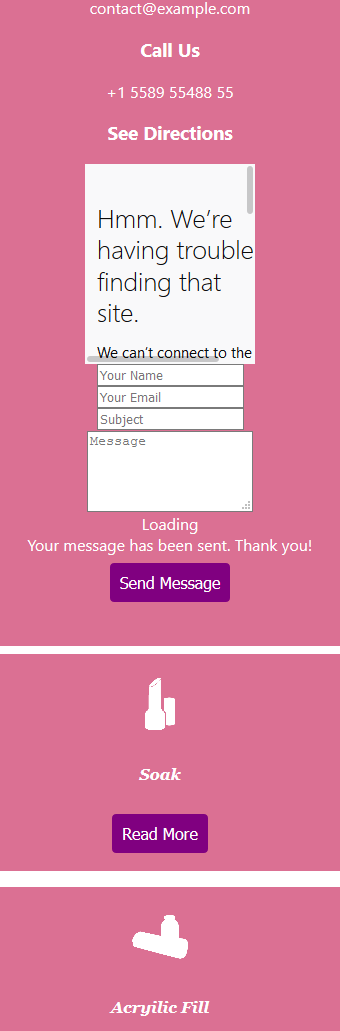 contact@example.com
Call Us
+1 5589 55488 55
See Directions
Hmm. We’re
having trouble
finding that
site.
We can’t connect to the
Your Name
Your Email
Subject
Message
Loading
Your message has been sent. Thank you!
Send Message
Soak
Read More
Acryilic Fill